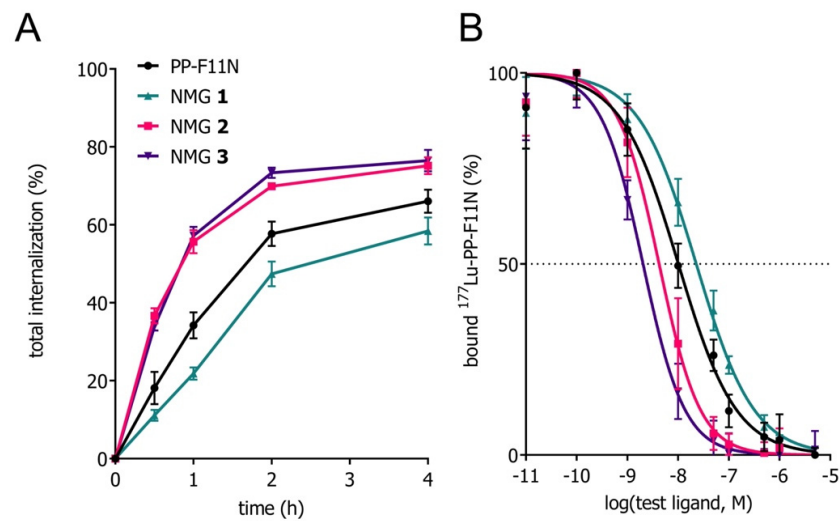 A
PP-F11N
NMG 1
NMG 2
NMG 3
total internalization (%)
100
80
60
40
20
0
0
1
2
3
4
time (h)
B
bound ¹⁷⁷Lu-PP-F11N (%)
100
50
0
-11
-10
-9
-8
-7
-6
-5
log(test ligand, M)